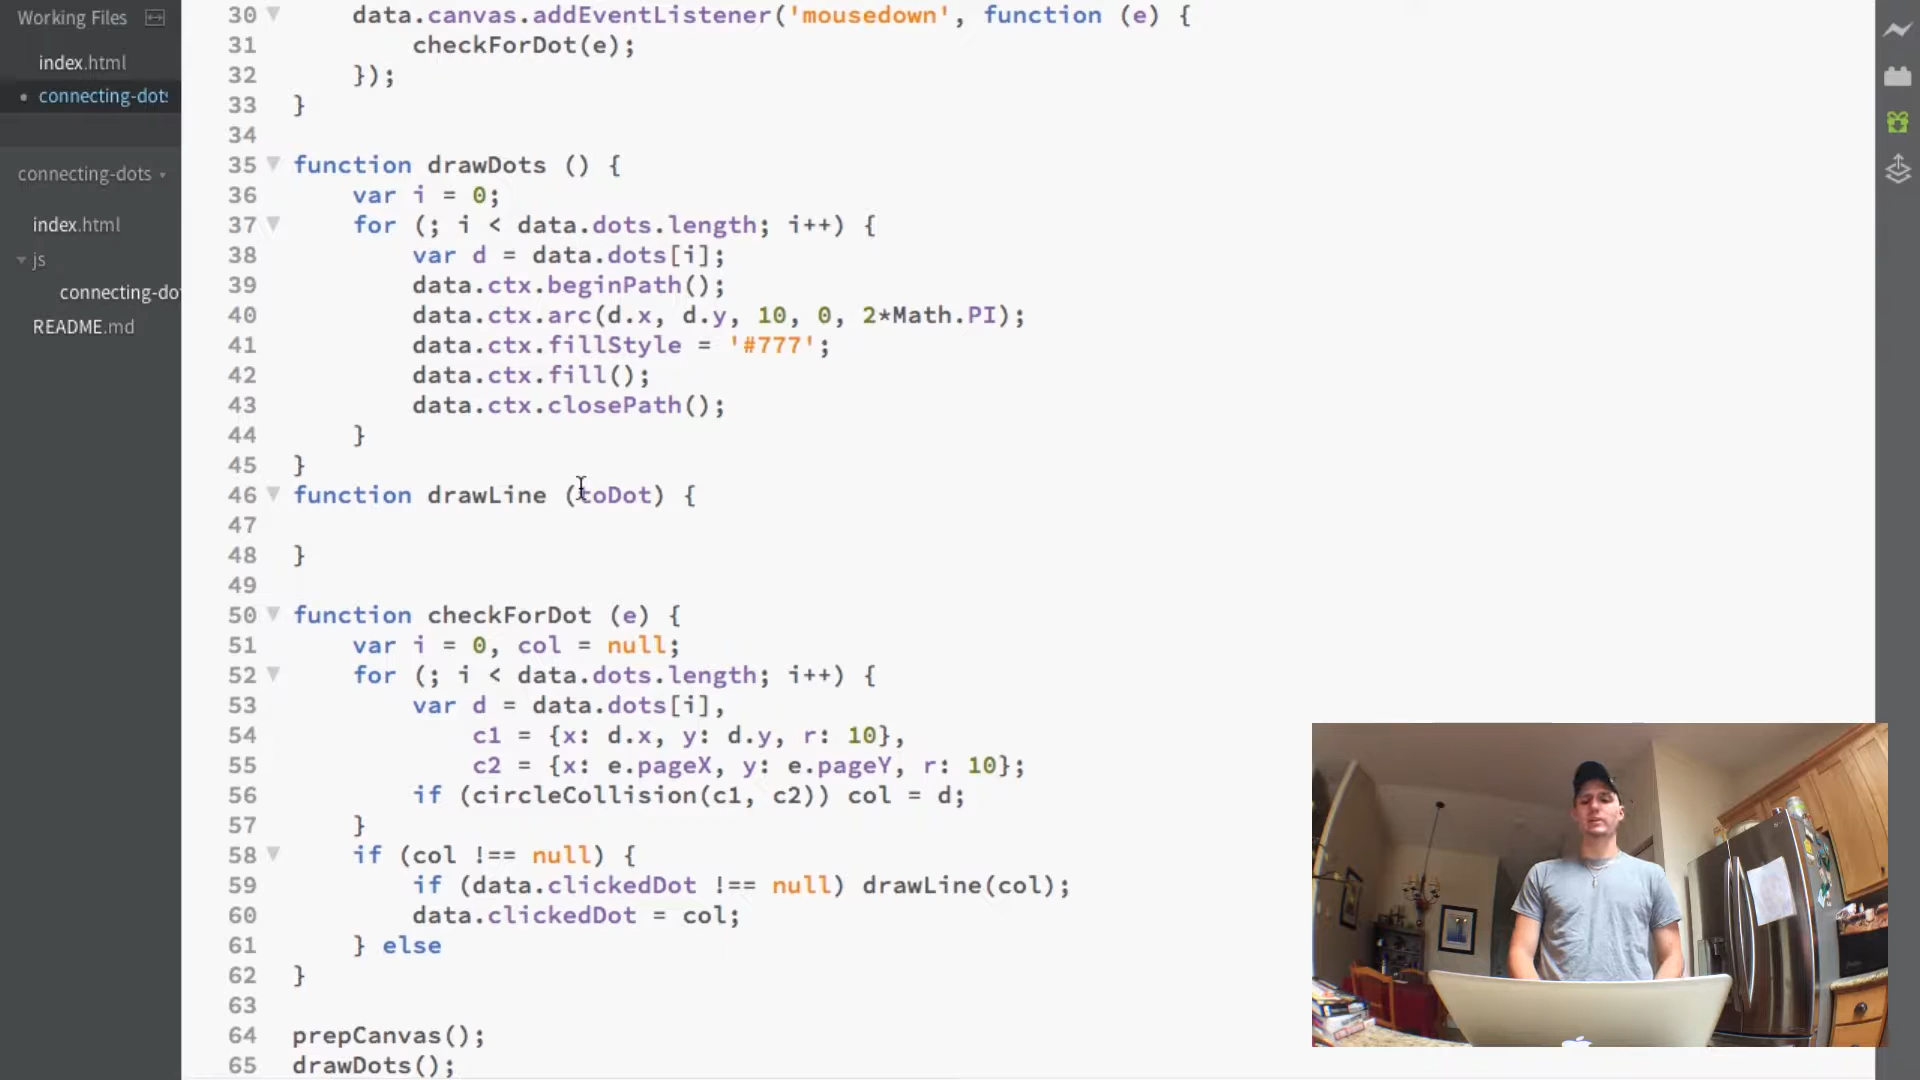 Working Files
index.html
connecting-dots
connecting-dots
index.html
js
connecting-do
README.md
30 data.canvas.addEventListener('mousedown', function (e) {
31 checkForDot(e);
32 });
33 }
34
35 function drawDots () {
36 var i = 0;
37 for (; i < data.dots.length; i++) {
38 var d = data.dots[i];
39 data.ctx.beginPath();
40 data.ctx.arc(d.x, d.y, 10, 0, 2*Math.PI);
41 data.ctx.fillStyle = '#777';
42 data.ctx.fill();
43 data.ctx.closePath();
44 }
45 }
46 function drawLine (toDot) {
47
48 }
49
50 function checkForDot (e) {
51 var i = 0, col = null;
52 for (; i < data.dots.length; i++) {
53 var d = data.dots[i],
54 c1 = {x: d.x, y: d.y, r: 10},
55 c2 = {x: e.pageX, y: e.pageY, r: 10};
56 if (circleCollision(c1, c2)) col = d;
57 }
58 if (col !== null) {
59 if (data.clickedDot !== null) drawLine(col);
60 data.clickedDot = col;
61 } else
62 }
63
64 prepCanvas();
65 drawDots();